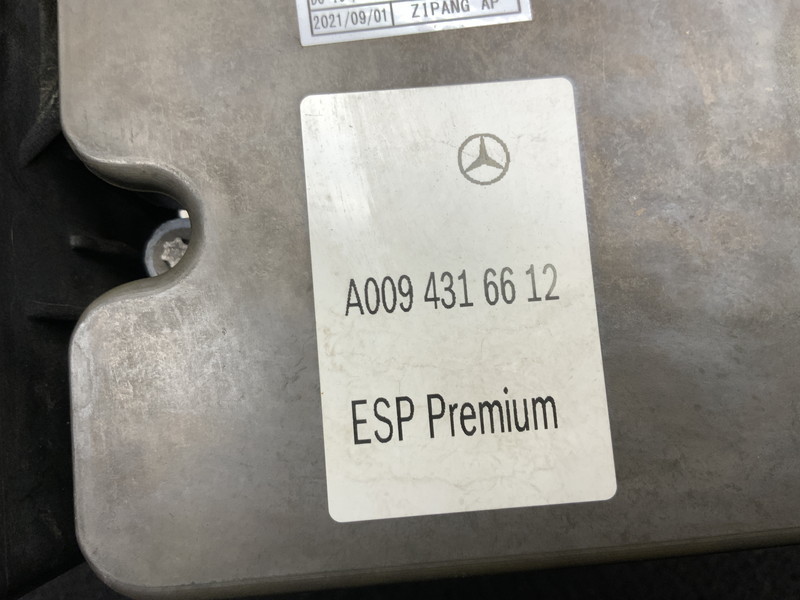 2021/09/01 ZIPANG AP
A009 431 66 12
ESP Premium